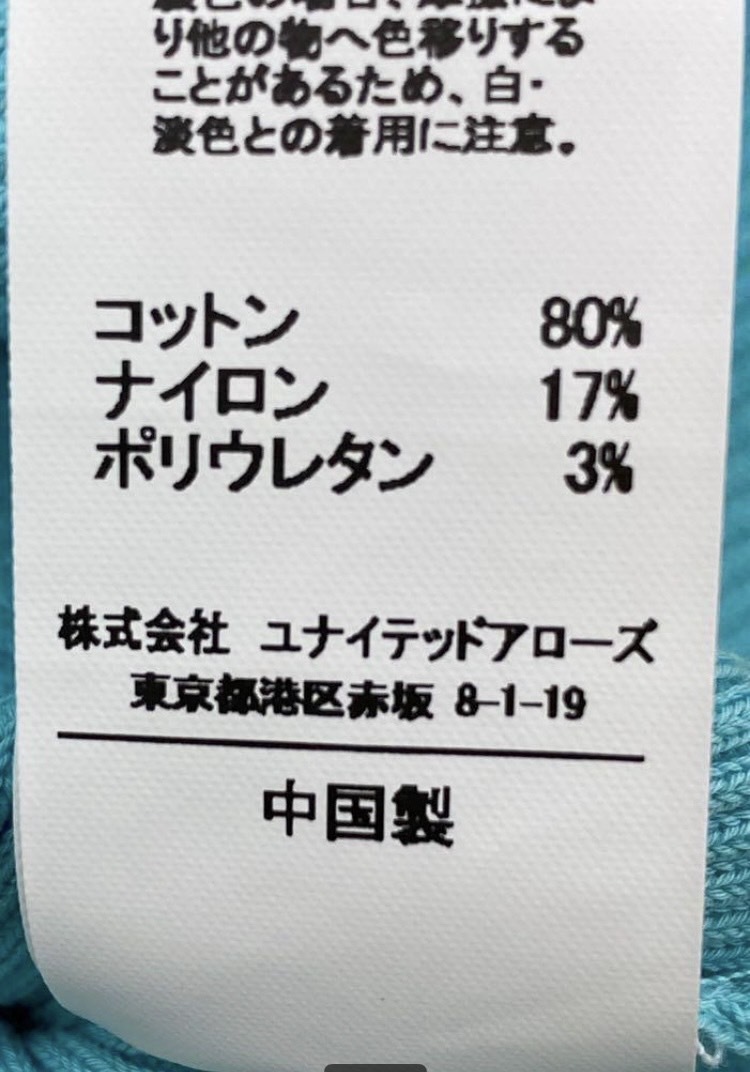 り他の物へ色移りする
ことがあるため、白・
淡色との着用に注意。
コットン 80%
ナイロン 17%
ポリウレタン 3%
株式会社 ユナイテッドアローズ
東京都港区赤坂 8-1-19
中国製